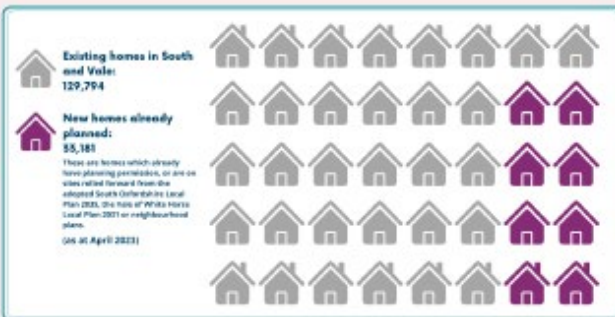 Existing homes in South
and Vale:
129,794
New homes already
planned:
55,181
These are homes which already
have planning permission, or are on
sites rolled forward from the
adopted South Oxfordshire Local
Plan 2035, the Vale of White Horse
Local Plan 2031 or neighbourhood
plans.
(as at April 2023)